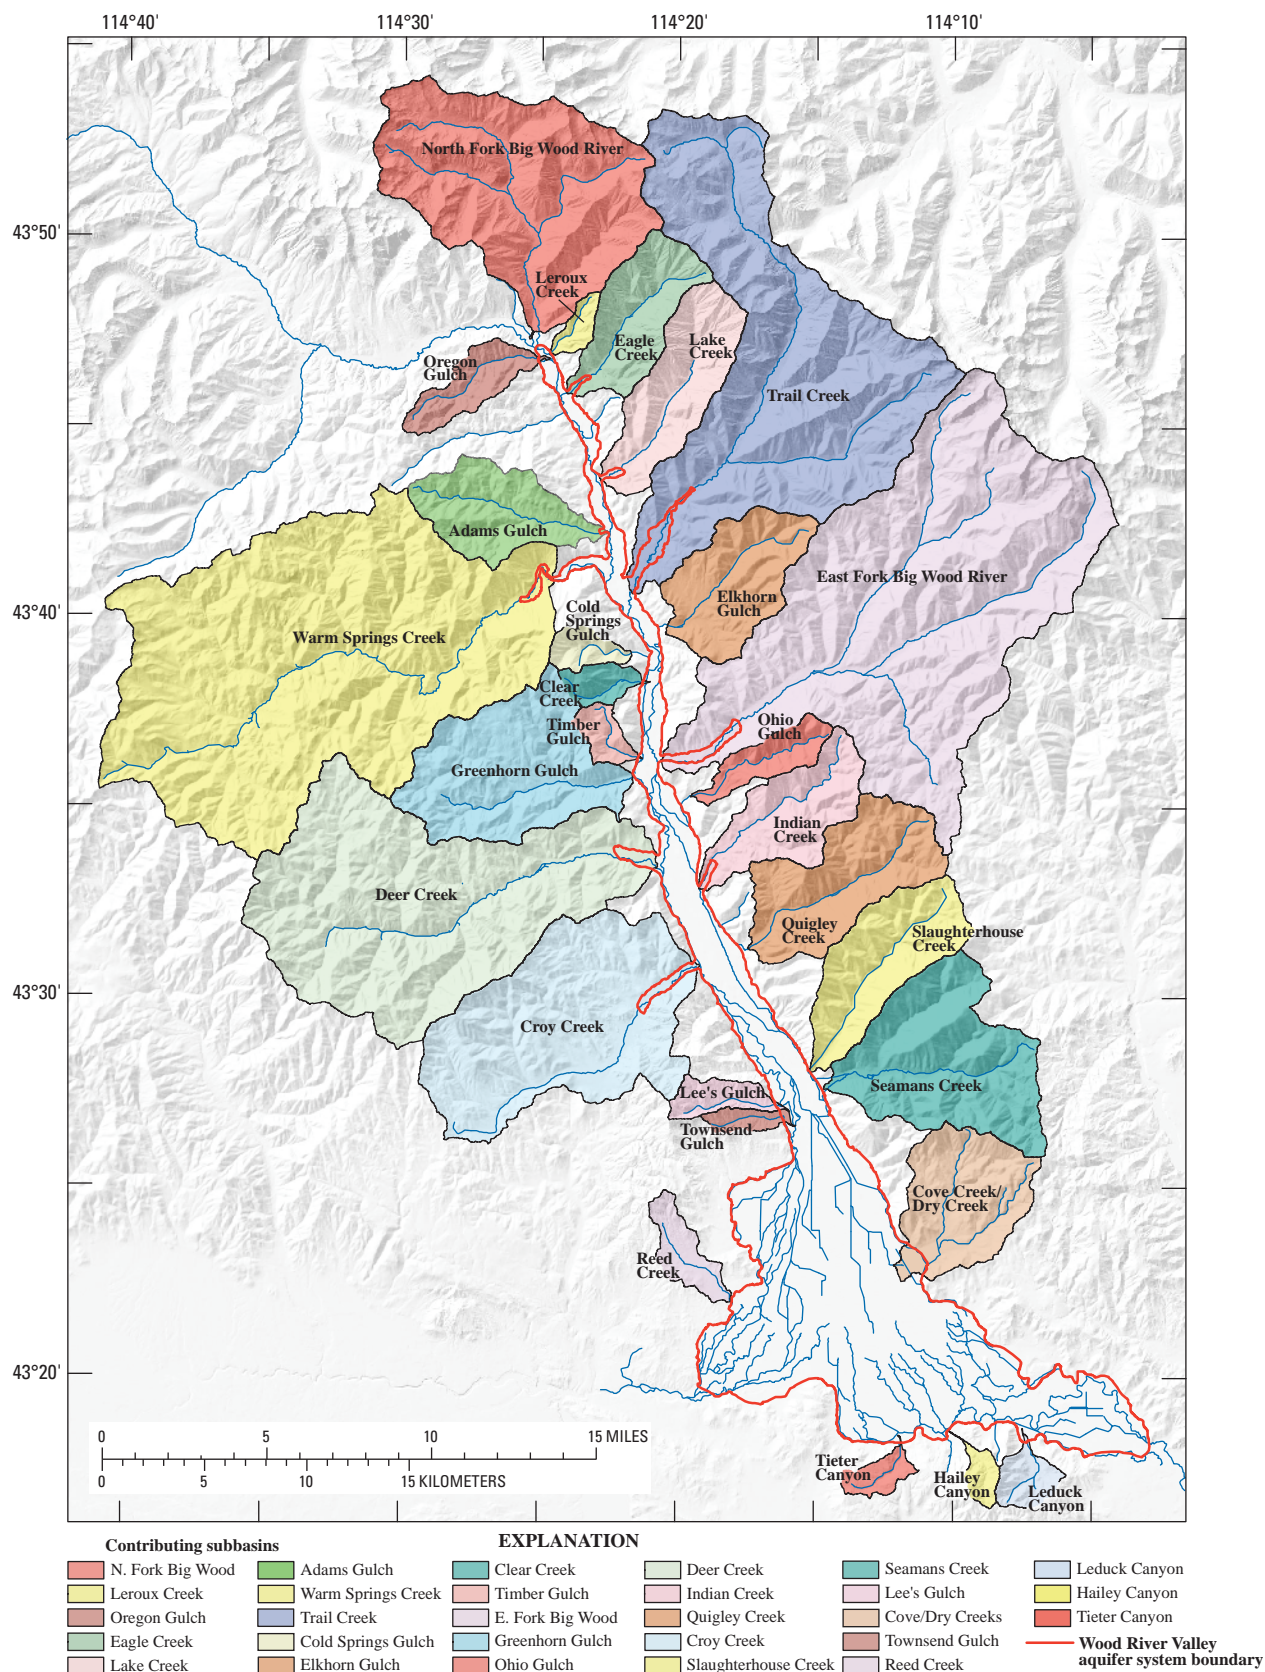 114°40'
114°30'
114°20'
114°10'
43°50'
43°40'
43°30'
43°20'
North Fork Big Wood River
Leroux
Creek
Eagle
Creek
Lake
Creek
Oregon
Gulch
Trail Creek
Adams Gulch
East Fork Big Wood River
Elkhorn
Gulch
Cold
Springs
Gulch
Warm Springs Creek
Clear
Creek
Timber
Gulch
Ohio
Gulch
Greenhorn Gulch
Indian
Creek
Deer Creek
Quigley
Creek
Slaughterhouse
Creek
Croy Creek
Seamans Creek
Lee's Gulch
Townsend
Gulch
Cove Creek/
Dry Creek
Reed
Creek
Tieter
Canyon
Hailey
Canyon
Leduck
Canyon
0 5 10 15 MILES
0 5 10 15 KILOMETERS
EXPLANATION
Contributing subbasins
N. Fork Big Wood
Leroux Creek
Oregon Gulch
Eagle Creek
Lake Creek
Adams Gulch
Warm Springs Creek
Trail Creek
Cold Springs Gulch
Elkhorn Gulch
Clear Creek
Timber Gulch
E. Fork Big Wood
Greenhorn Gulch
Ohio Gulch
Deer Creek
Indian Creek
Quigley Creek
Croy Creek
Slaughterhouse Creek
Seamans Creek
Lee's Gulch
Cove/Dry Creeks
Townsend Gulch
Reed Creek
Leduck Canyon
Hailey Canyon
Tieter Canyon
Wood River Valley
aquifer system boundary